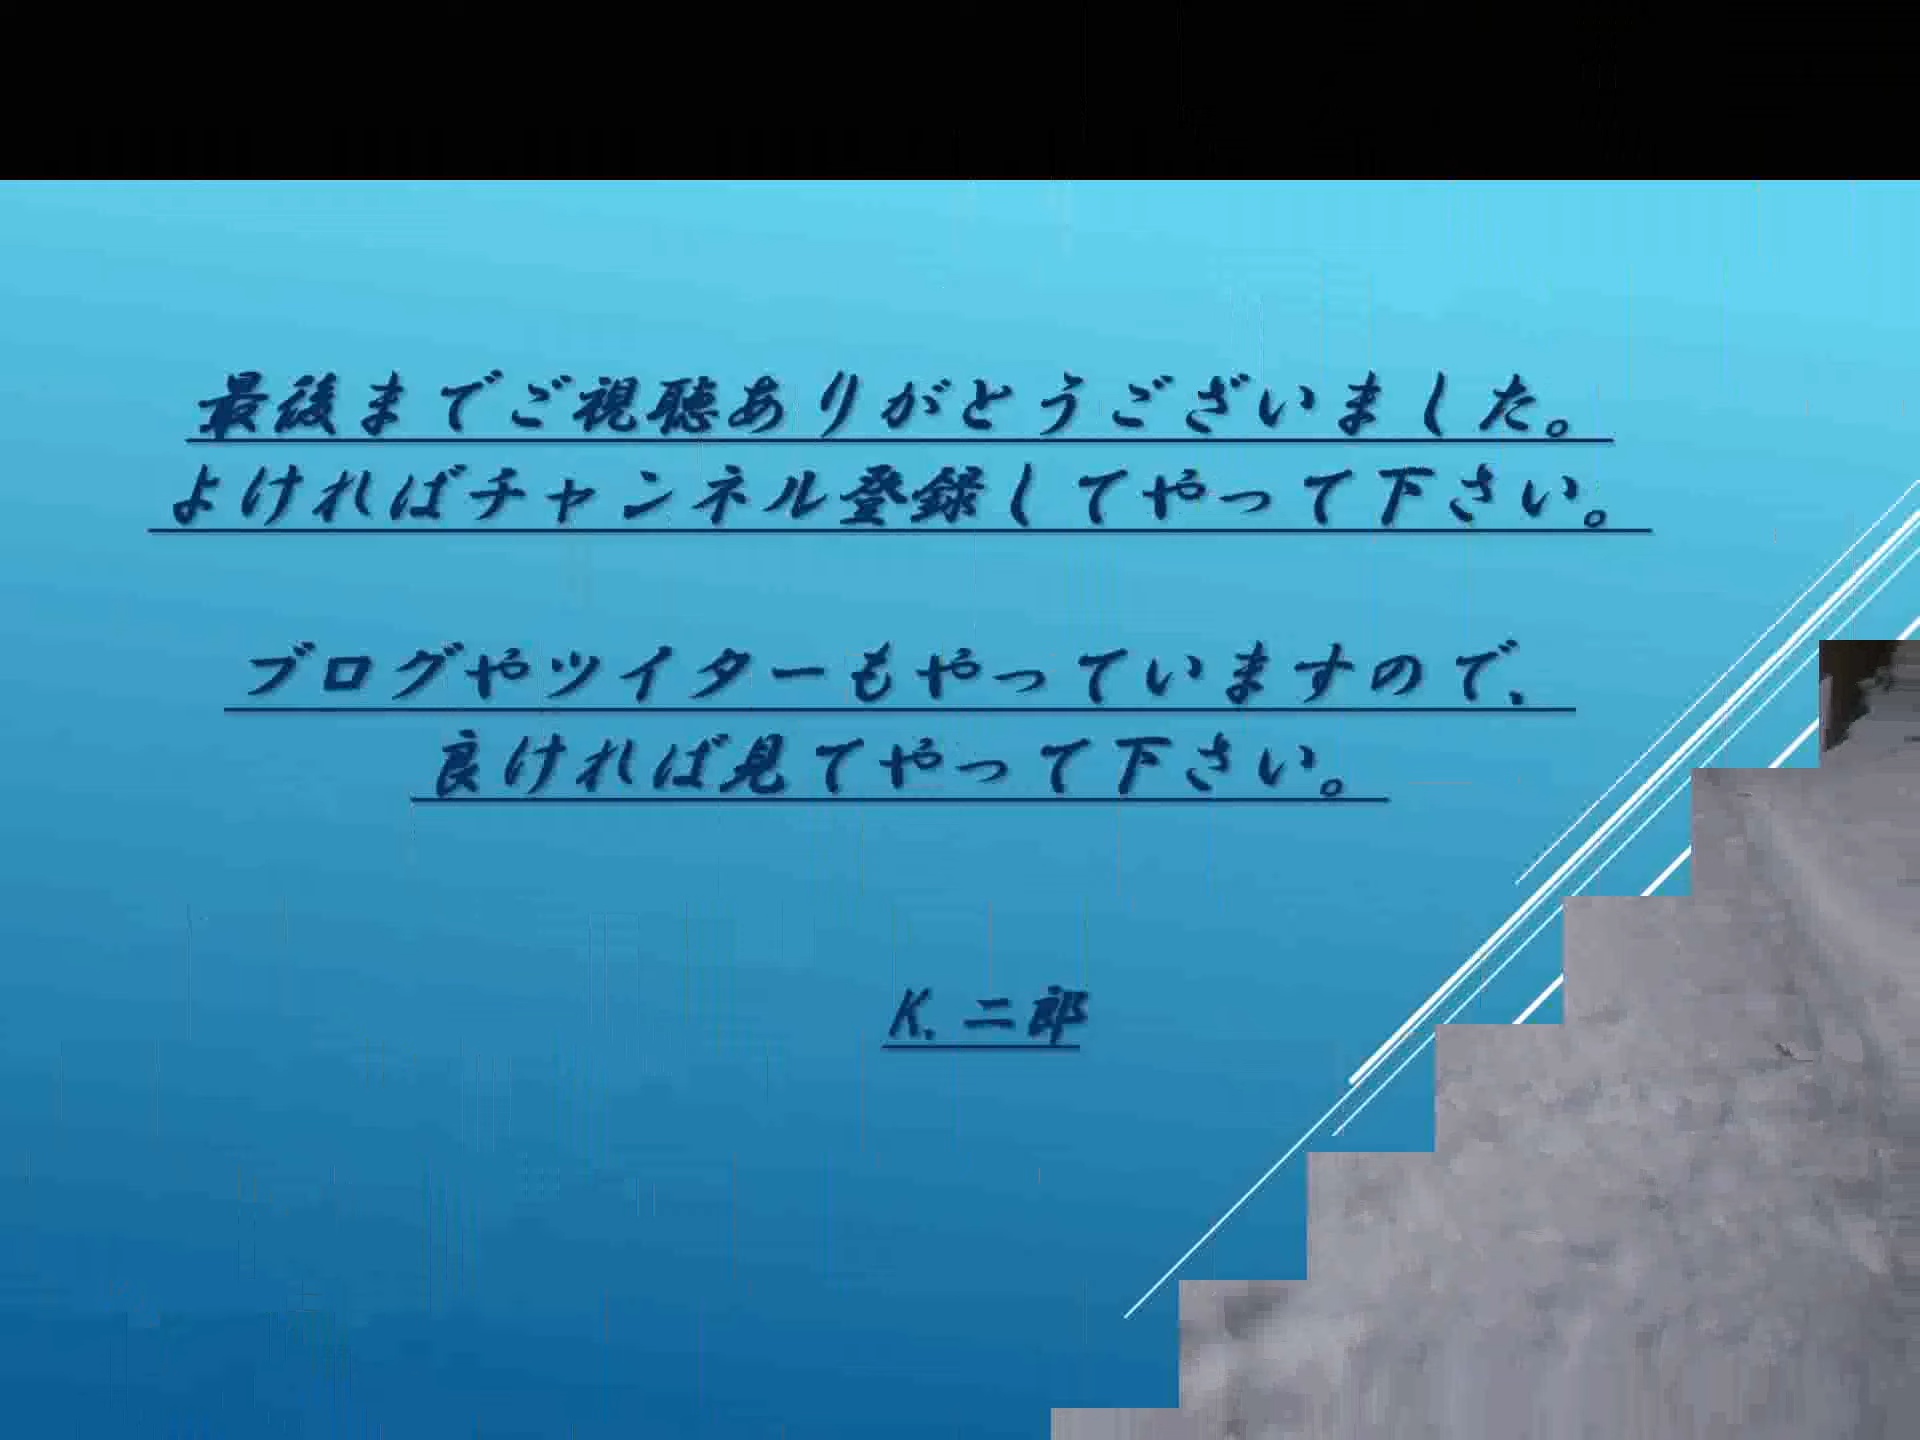 最後までご視聴ありがとうございました。
よければチャンネル登録してやって下さい。
ブログやツイターもやっていますので、
良ければ見てやって下さい。
K. 二郎